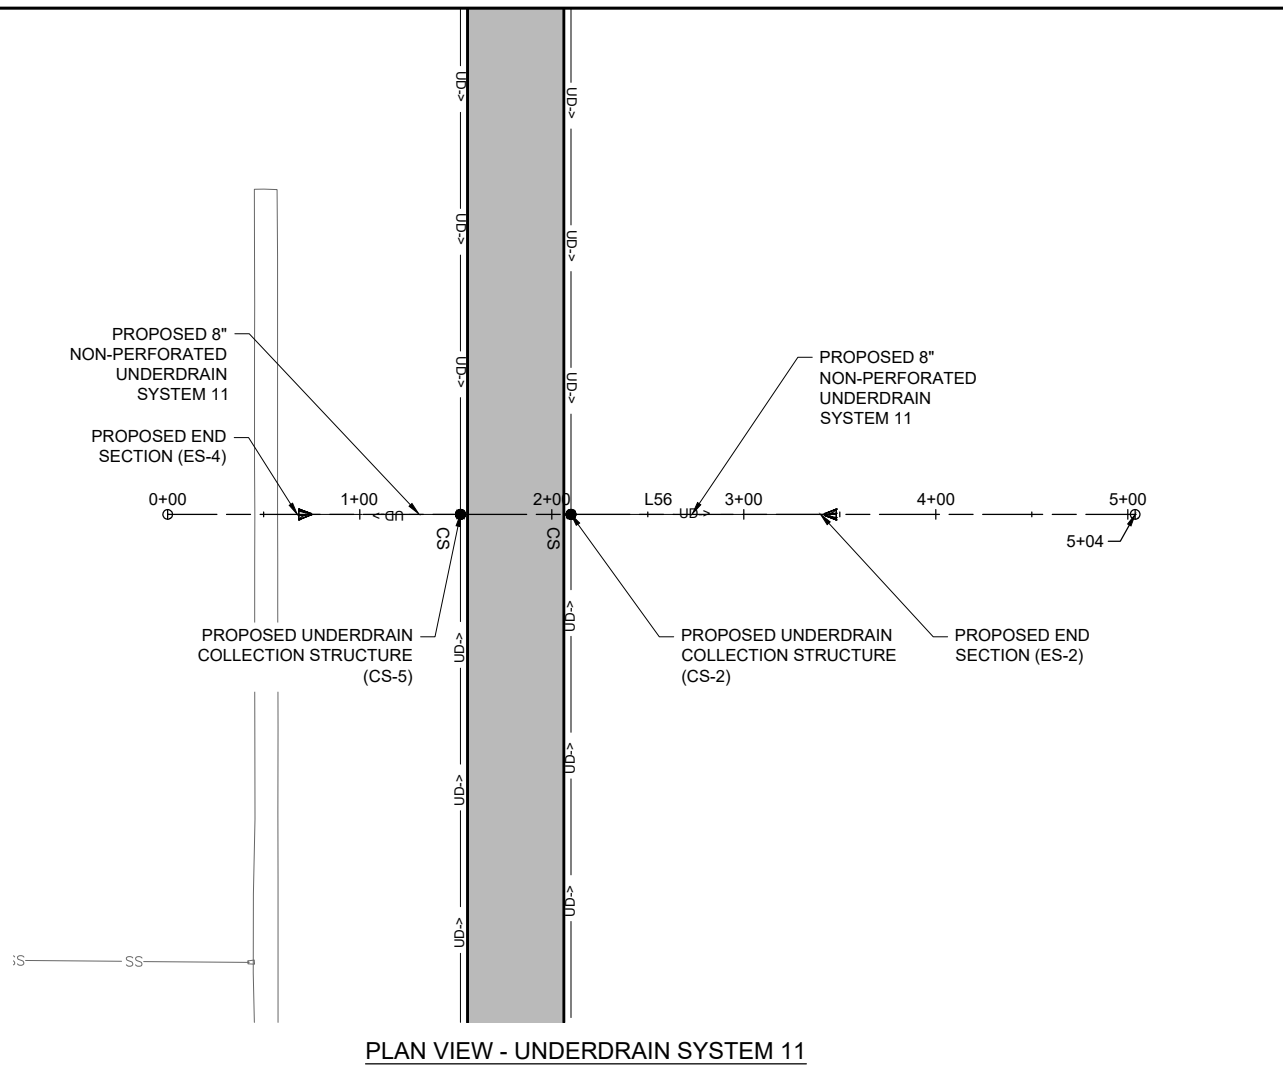 UD->
UD->
UD->
UD->
UD->
UD->
PROPOSED 8"
NON-PERFORATED
UNDERDRAIN
SYSTEM 11
PROPOSED 8"
NON-PERFORATED
UNDERDRAIN
SYSTEM 11
PROPOSED END
SECTION (ES-4)
0+00
1+00
2+00
L56
3+00
4+00
5+00
UD >
UD >
CS
CS
5+04
UD->
UD->
PROPOSED UNDERDRAIN
COLLECTION STRUCTURE
(CS-5)
PROPOSED UNDERDRAIN
COLLECTION STRUCTURE
(CS-2)
PROPOSED END
SECTION (ES-2)
UD->
UD->
UD->
UD->
SS
PLAN VIEW - UNDERDRAIN SYSTEM 11